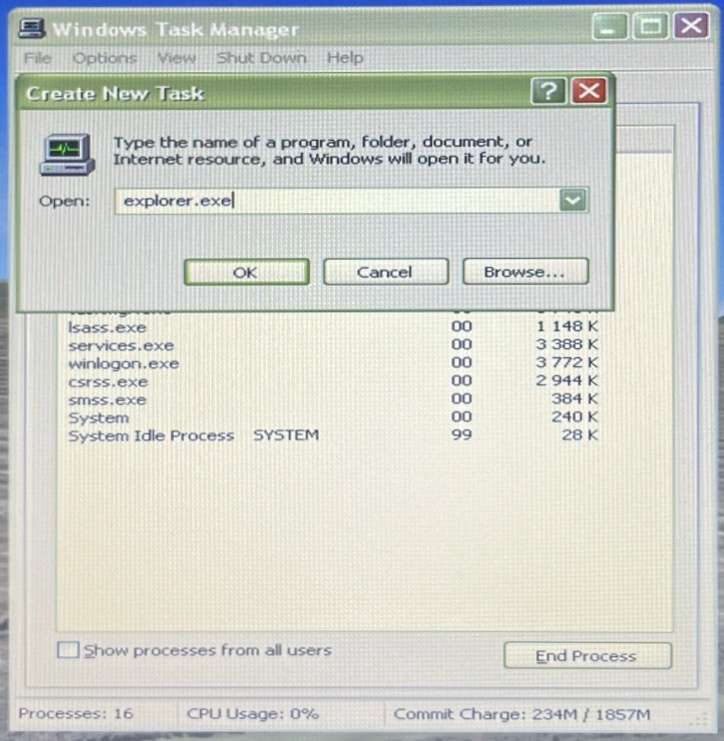 Windows Task Manager
File Options View Shut Down Help
Create New Task
Type the name of a program, folder, document, or
Internet resource, and Windows will open it for you.
Open: explorer.exe
OK Cancel Browse...
lsass.exe 00 1 148 K
services.exe 00 3 388 K
winlogon.exe 00 3 772 K
csrss.exe 00 2 944 K
smss.exe 00 384 K
System 00 240 K
System Idle Process SYSTEM 99 28 K
Show processes from all users
End Process
Processes: 16 CPU Usage: 0% Commit Charge: 234M / 1857M